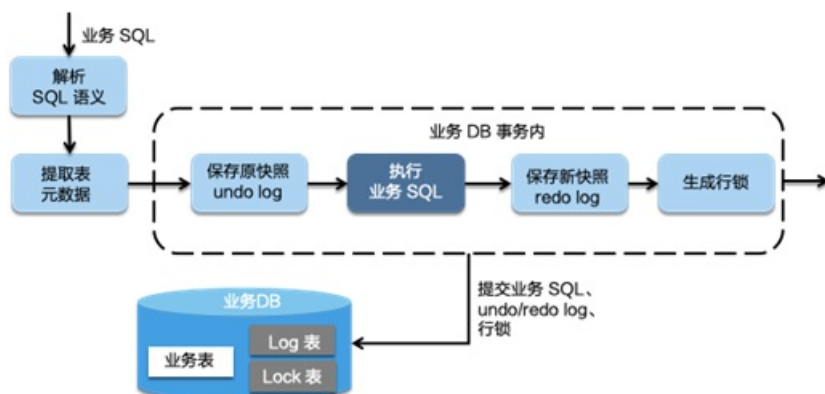 业务 SQL
解析
SQL 语义
业务 DB 事务内
提取表
元数据
保存原快照
undo log
执行
业务 SQL
保存新快照
redo log
生成行锁
提交业务 SQL、
undo/redo log、
行锁
业务DB
业务表
Log 表
Lock 表